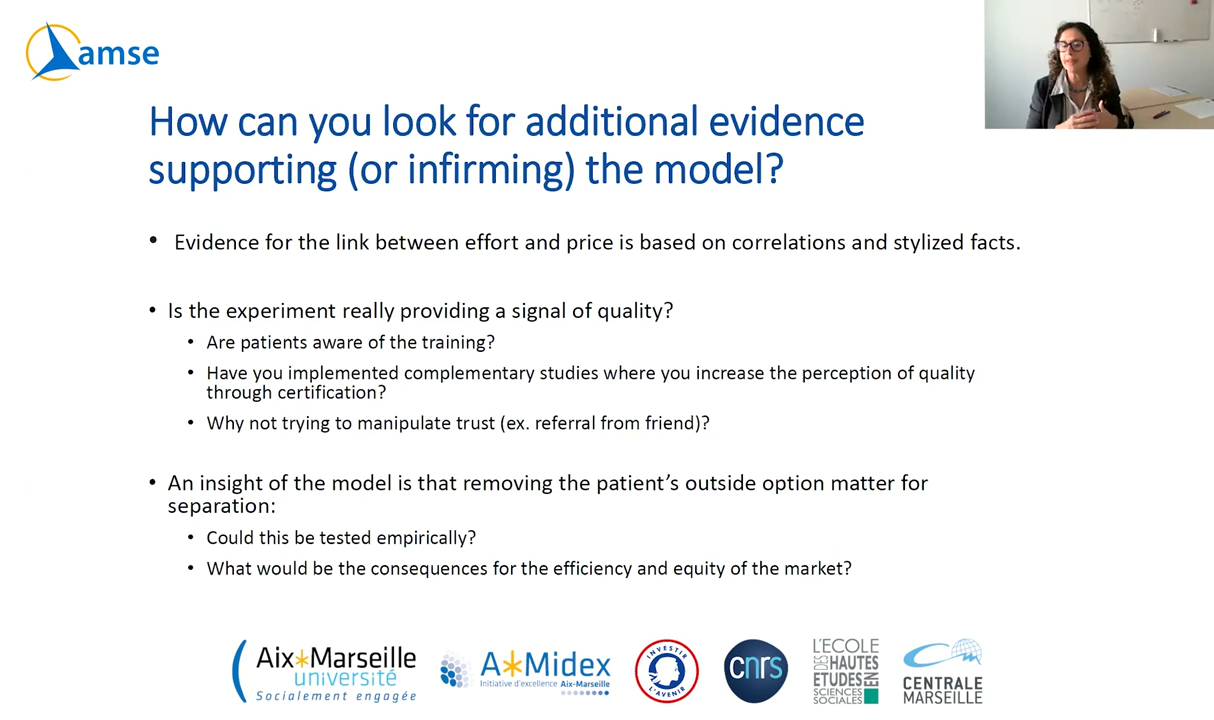 amse
How can you look for additional evidence
supporting (or infirming) the model?
• Evidence for the link between effort and price is based on correlations and stylized facts.
• Is the experiment really providing a signal of quality?
• Are patients aware of the training?
• Have you implemented complementary studies where you increase the perception of quality
through certification?
• Why not trying to manipulate trust (ex. referral from friend)?
• An insight of the model is that removing the patient’s outside option matter for
separation:
• Could this be tested empirically?
• What would be the consequences for the efficiency and equity of the market?
Aix*Marseille
université
Socialement engagée
A*Midex
Initiative d'excellence Aix-Marseille
INVESTIR
L'AVENIR
cnrs
L'ÉCOLE
DES HAUTES
ETUDES EN
SCIENCES
SOCIALES
CENTRALE
MARSEILLE